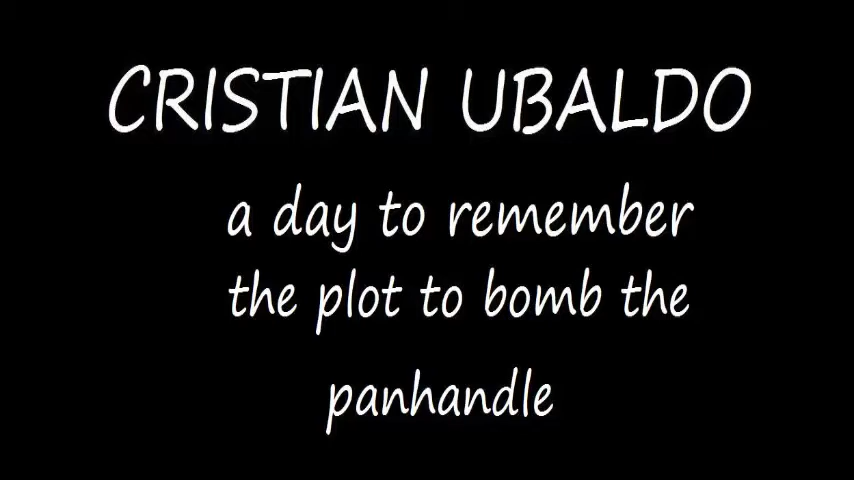 CRISTIAN UBALDO
a day to remember
the plot to bomb the
panhandle